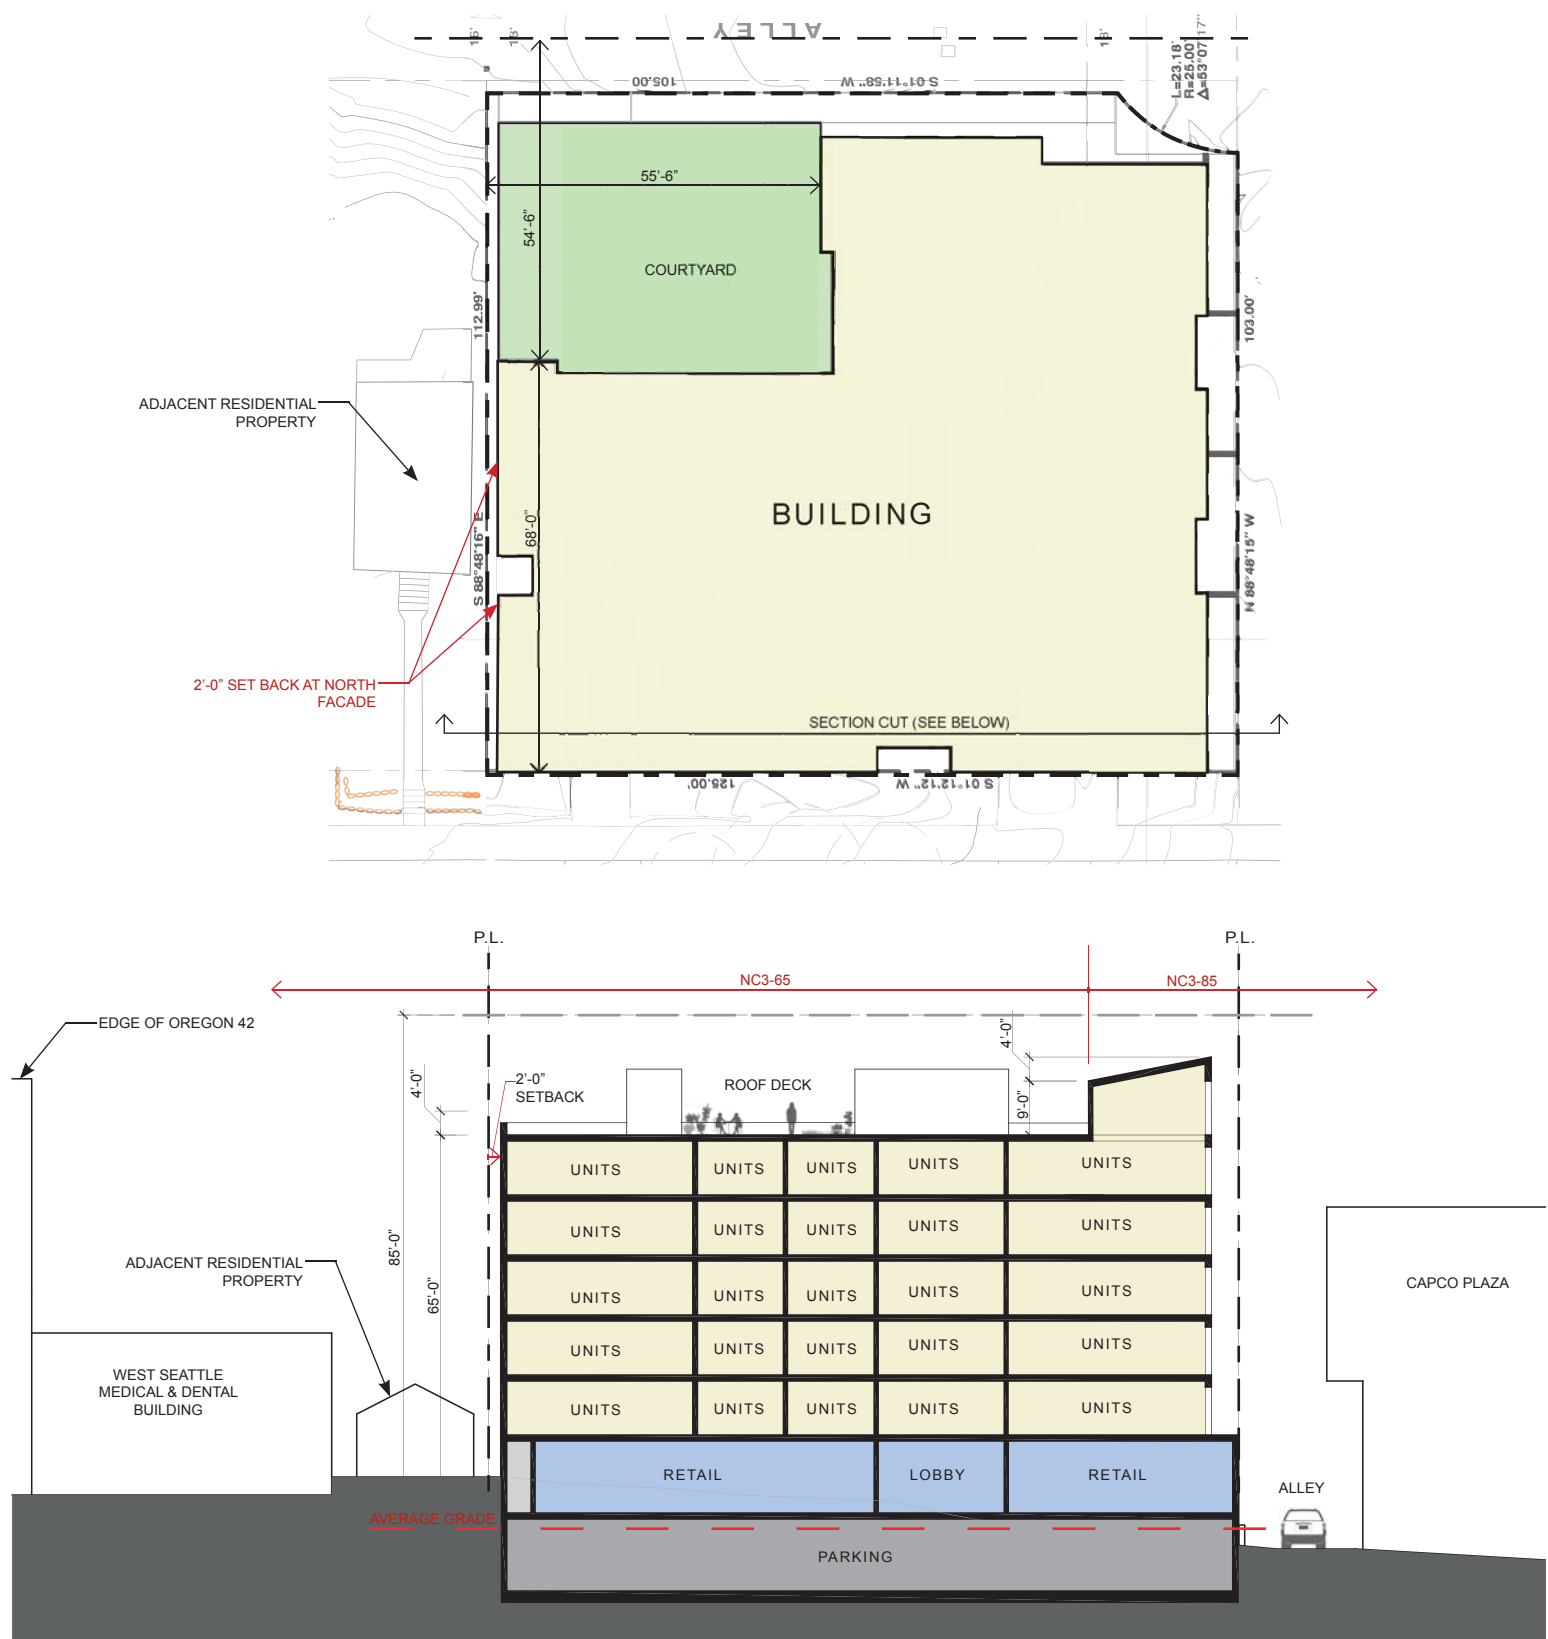 ALLEY
16'
18'
18'
L=23.18'
R=25.00'
Δ=53°07'17"
105.00
S 01°11'58" W
55'-6"
54'-6"
COURTYARD
112.99'
103.00'
ADJACENT RESIDENTIAL
PROPERTY
BUILDING
68'-0"
S 88°48'16" E
N 88°48'15" W
2'-0" SET BACK AT NORTH
FACADE
SECTION CUT (SEE BELOW)
125.00'
S 01°12'12" W
P.L.
P.L.
NC3-65
NC3-85
EDGE OF OREGON 42
4'-0"
4'-0"
2'-0"
SETBACK
ROOF DECK
9'-0"
UNITS
UNITS
UNITS
UNITS
UNITS
UNITS
UNITS
UNITS
UNITS
UNITS
85'-0"
65'-0"
ADJACENT RESIDENTIAL
PROPERTY
CAPCO PLAZA
UNITS
UNITS
UNITS
UNITS
UNITS
UNITS
UNITS
UNITS
UNITS
UNITS
WEST SEATTLE
MEDICAL & DENTAL
BUILDING
UNITS
UNITS
UNITS
UNITS
UNITS
RETAIL
LOBBY
RETAIL
ALLEY
AVERAGE GRADE
PARKING